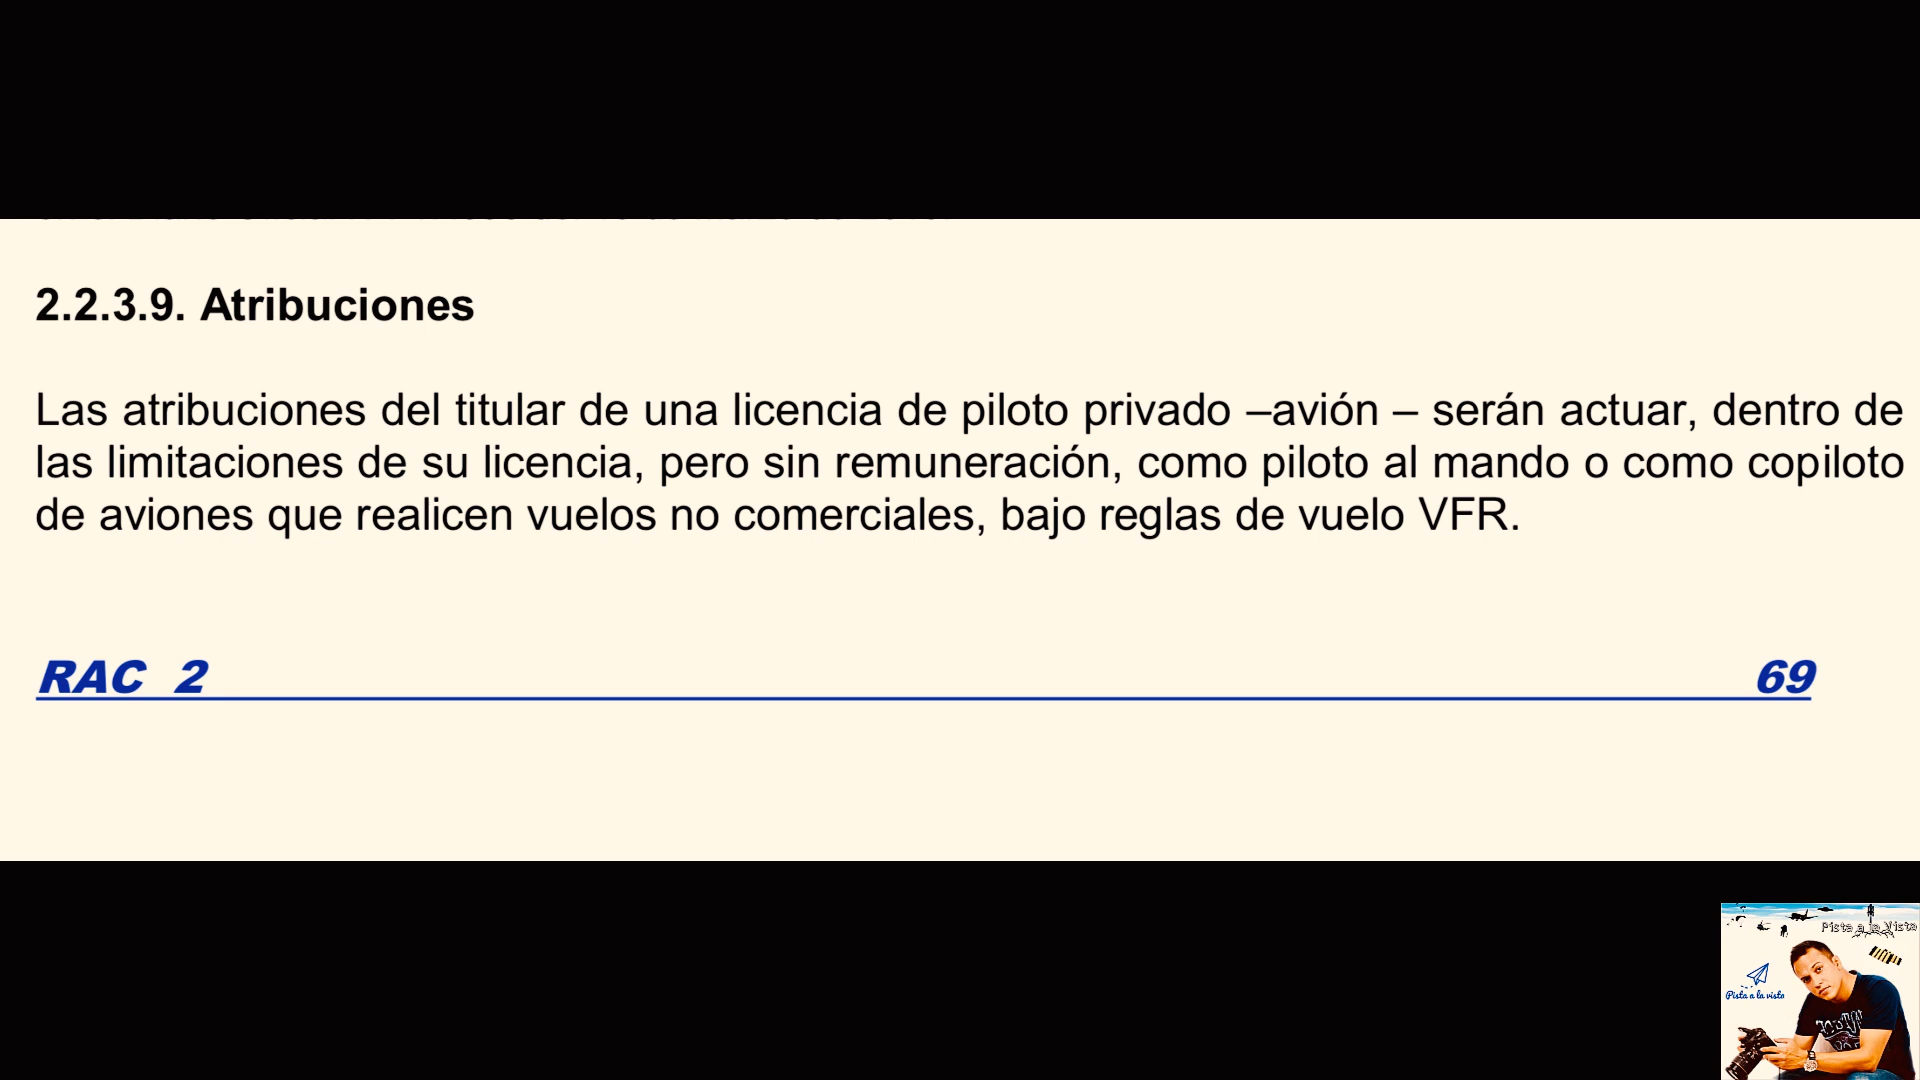 2.2.3.9. Atribuciones
Las atribuciones del titular de una licencia de piloto privado –avión – serán actuar, dentro de
las limitaciones de su licencia, pero sin remuneración, como piloto al mando o como copiloto
de aviones que realicen vuelos no comerciales, bajo reglas de vuelo VFR.
RAC 2 69
Pista a la Vista
Pista a la vista